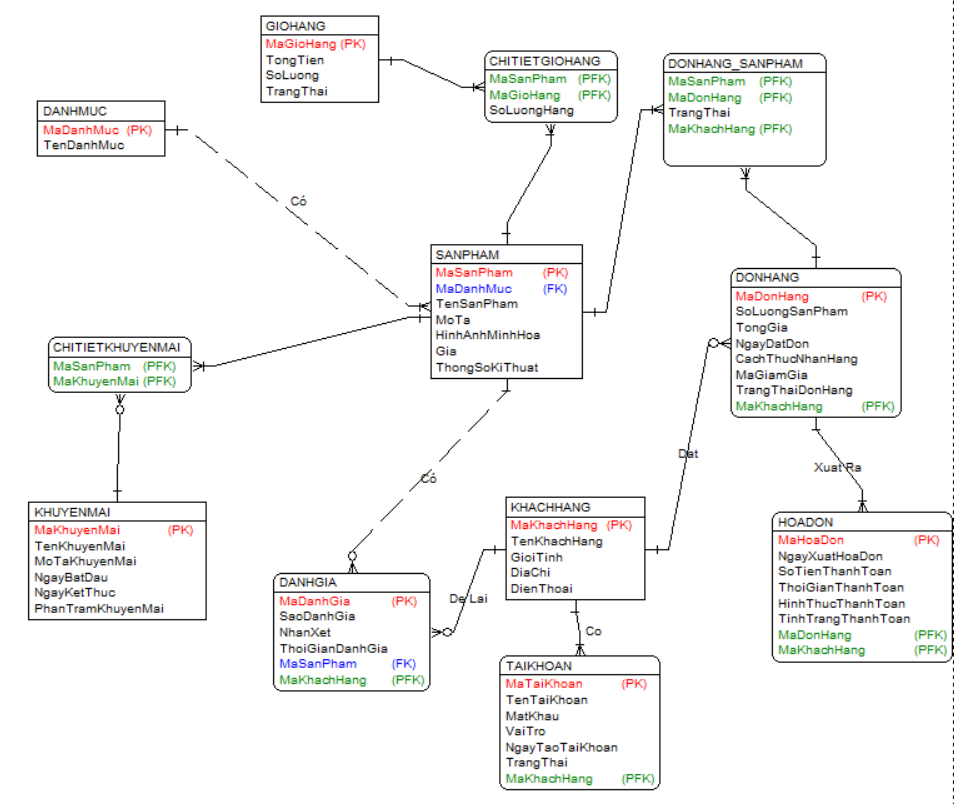 GIOHANG
MaGioHang (PK)
TongTien
SoLuong
TrangThai
CHITIETGIOHANG
MaSanPham (PFK)
MaGioHang (PFK)
SoLuongHang
DONHANG_SANPHAM
MaSanPham (PFK)
MaDonHang (PFK)
TrangThai
MaKhachHang (PFK)
DANHMUC
MaDanhMuc (PK)
TenDanhMuc
Có
SANPHAM
MaSanPham (PK)
MaDanhMuc (FK)
TenSanPham
MoTa
HinhAnhMinhHoa
Gia
ThongSoKiThuat
DONHANG
MaDonHang (PK)
SoLuongSanPham
TongGia
NgayDatDon
CachThucNhanHang
MaGiamGia
TrangThaiDonHang
MaKhachHang (PFK)
CHITIETKHUYENMAI
MaSanPham (PFK)
MaKhuyenMai (PFK)
Có
Dat
Xuat Ra
KHUYENMAI
MaKhuyenMai (PK)
TenKhuyenMai
MoTaKhuyenMai
NgayBatDau
NgayKetThuc
PhanTramKhuyenMai
KHACHHANG
MaKhachHang (PK)
TenKhachHang
GioiTinh
DiaChi
DienThoai
HOADON
MaHoaDon (PK)
NgayXuatHoaDon
SoTienThanhToan
ThoiGianThanhToan
HinhThucThanhToan
TinhTrangThanhToan
MaDonHang (PFK)
MaKhachHang (PFK)
DANHGIA
MaDanhGia (PK)
SaoDanhGia
NhanXet
ThoiGianDanhGia
MaSanPham (FK)
MaKhachHang (PFK)
De Lai
Co
TAIKHOAN
MaTaiKhoan (PK)
TenTaiKhoan
MatKhau
VaiTro
NgayTaoTaiKhoan
TrangThai
MaKhachHang (PFK)